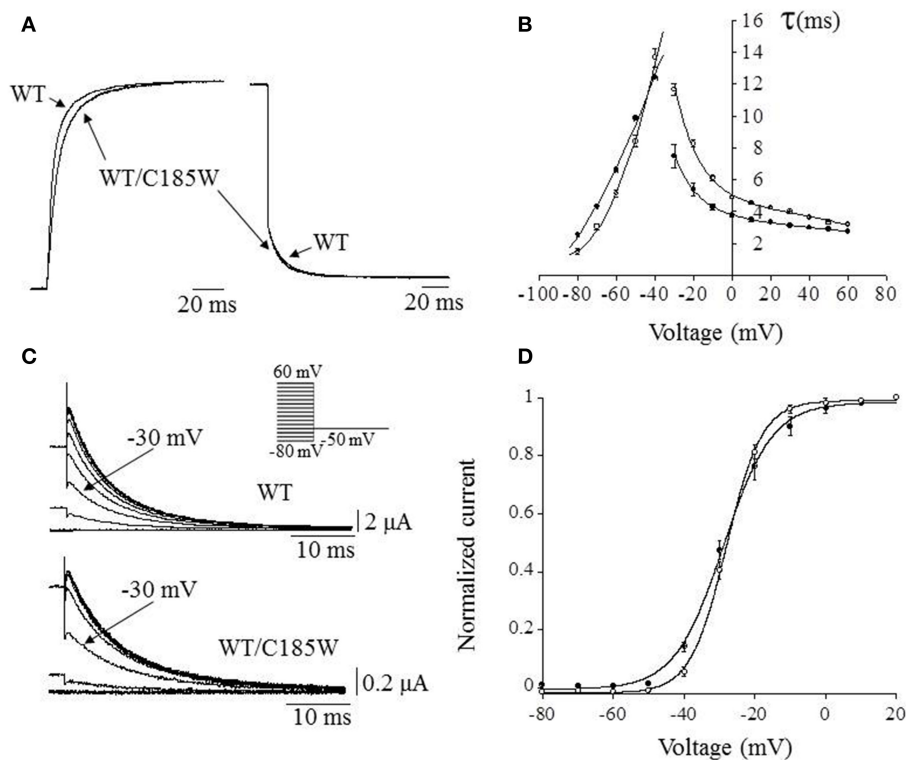 A
WT
WT/C185W
WT
20 ms
20 ms
B
τ(ms)
16
14
12
10
8
6
4
2
-100 -80 -60 -40 -20 0 20 40 60 80
Voltage (mV)
C
60 mV
-50 mV
-80 mV
-30 mV
WT
2 μA
10 ms
-30 mV
WT/C185W
0.2 μA
10 ms
D
Normalized current
1
0.8
0.6
0.4
0.2
0
-80 -60 -40 -20 0 20
Voltage (mV)